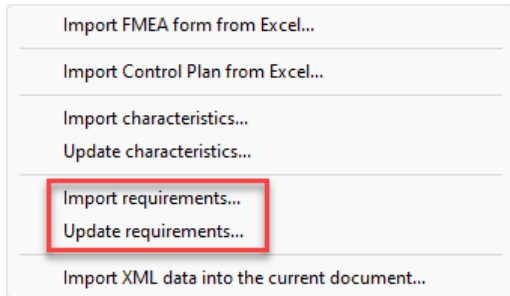 Import FMEA form from Excel...
Import Control Plan from Excel...
Import characteristics...
Update characteristics...
Import requirements...
Update requirements...
Import XML data into the current document...